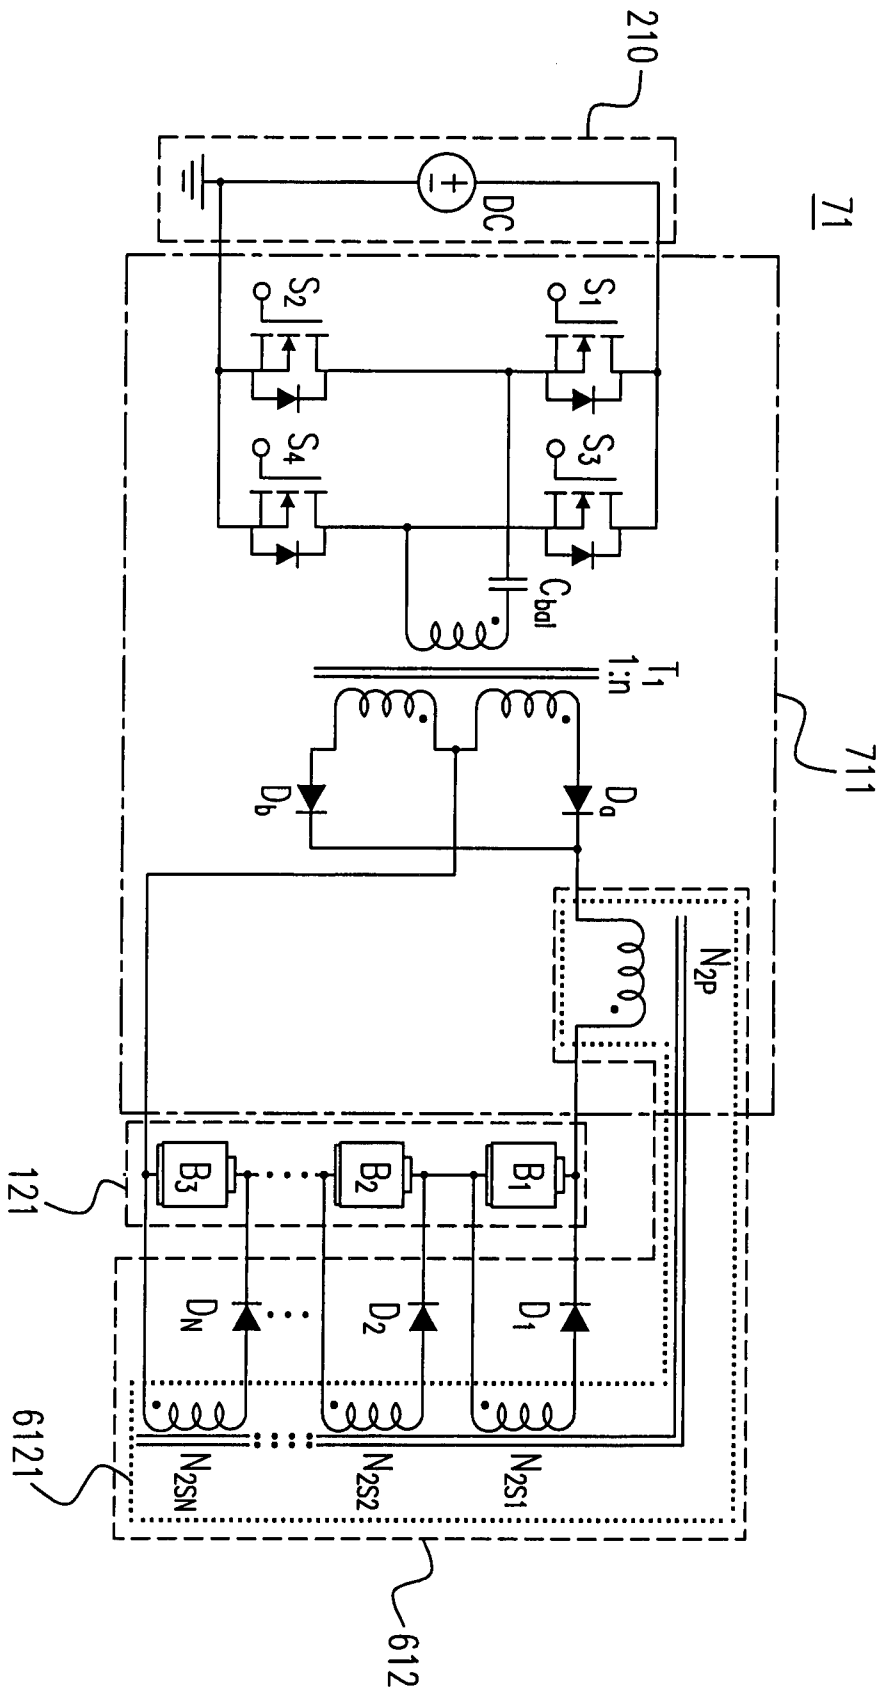 71
210
DC
711
S1
S3
S2
S4
Cbal
T1
1:n
Da
Db
N2P
B1
B2
B3
121
D1
D2
DN
N2S1
N2S2
N2SN
6121
612